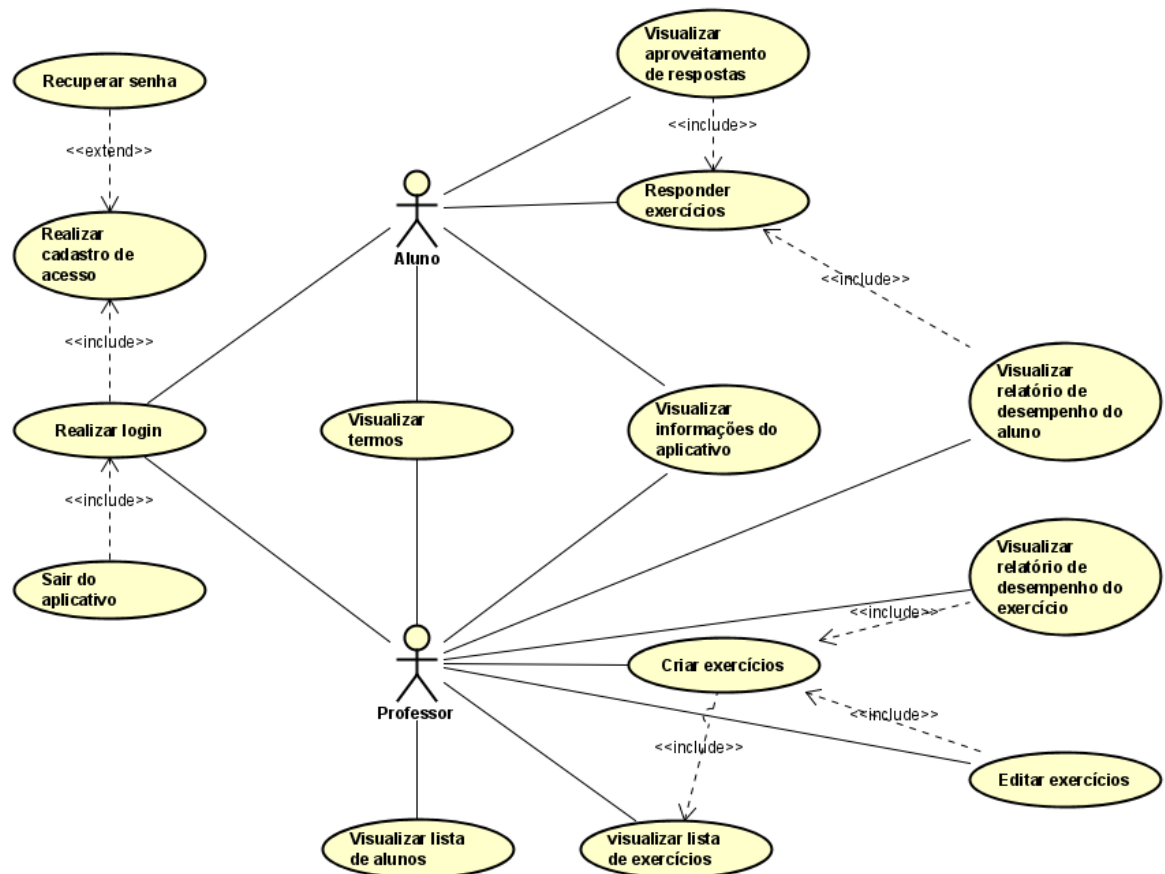 Visualizar
aproveitamento
de respostas
Recuperar senha
<<include>>
<<extend>>
Responder
exercícios
Realizar
cadastro de
acesso
Aluno
<<include>>
<<include>>
Visualizar
relatório de
desempenho do
aluno
Realizar login
Visualizar
termos
Visualizar
informações do
aplicativo
<<include>>
Visualizar
relatório de
desempenho do
exercício
Sair do
aplicativo
<<include>>
Criar exercícios
Professor
<<include>>
<<include>>
Editar exercícios
Visualizar lista
de alunos
visualizar lista
de exercícios